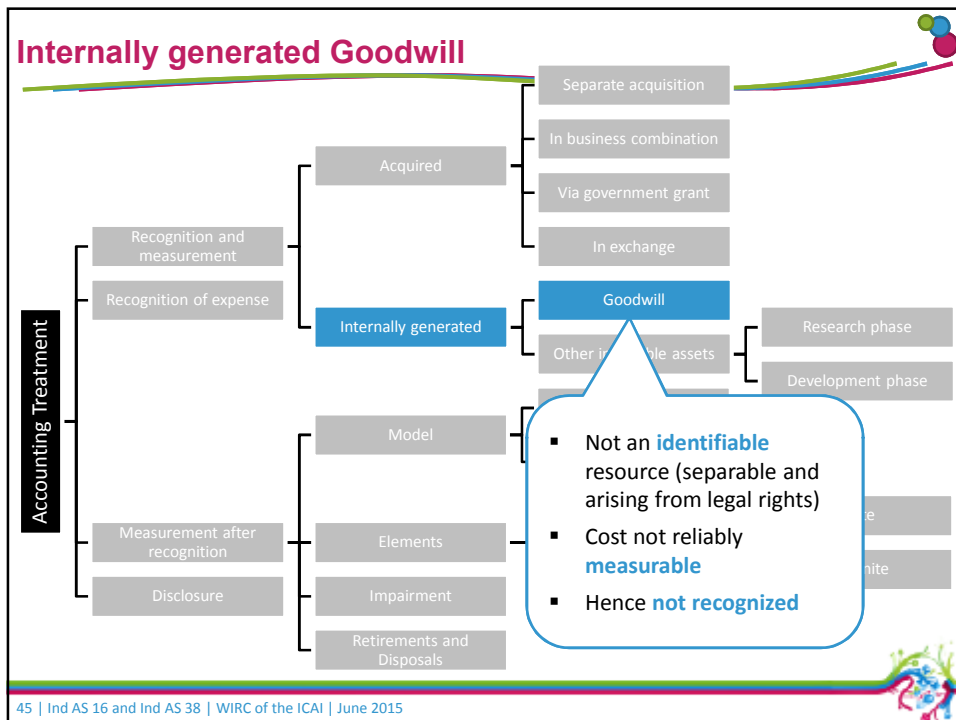 Internally generated Goodwill
Separate acquisition
In business combination
Acquired
Via government grant
Recognition and
measurement
In exchange
Recognition of expense
Goodwill
Internally generated
Research phase
Other assets
Development phase
Accounting Treatment
Model
▪ Not an identifiable
resource (separable and
arising from legal rights)
▪ Cost not reliably
measurable
▪ Hence not recognized
Measurement after
recognition
Elements
Disclosure
Impairment
Retirements and
Disposals
45 | Ind AS 16 and Ind AS 38 | WIRC of the ICAI | June 2015